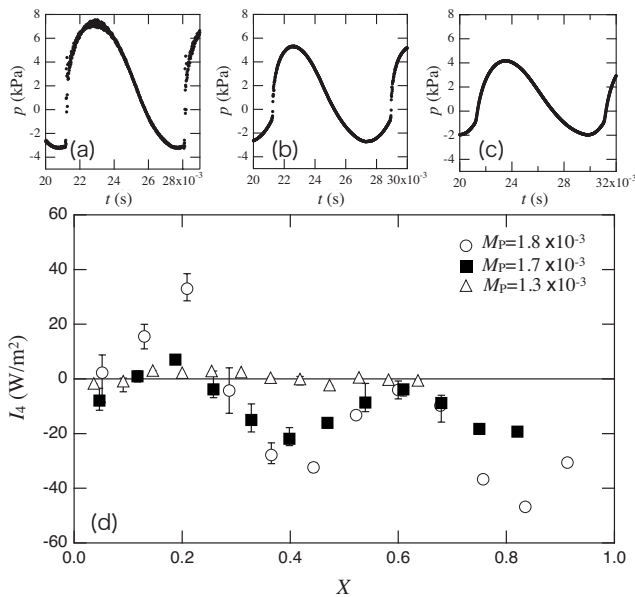 p (kPa)
8
6
4
2
0
-2
-4
(a)
20
22
24
26
28x10-3
t (s)
p (kPa)
8
6
4
2
0
-2
-4
(b)
20
22
24
26
28
30x10-3
t (s)
p (kPa)
8
6
4
2
0
-2
(c)
20
24
28
32x10-3
t (s)
I4 (W/m2)
60
40
20
0
-20
-40
-60
MP=1.8 x10-3
MP=1.7 x10-3
MP=1.3 x10-3
(d)
0.0
0.2
0.4
0.6
0.8
1.0
X